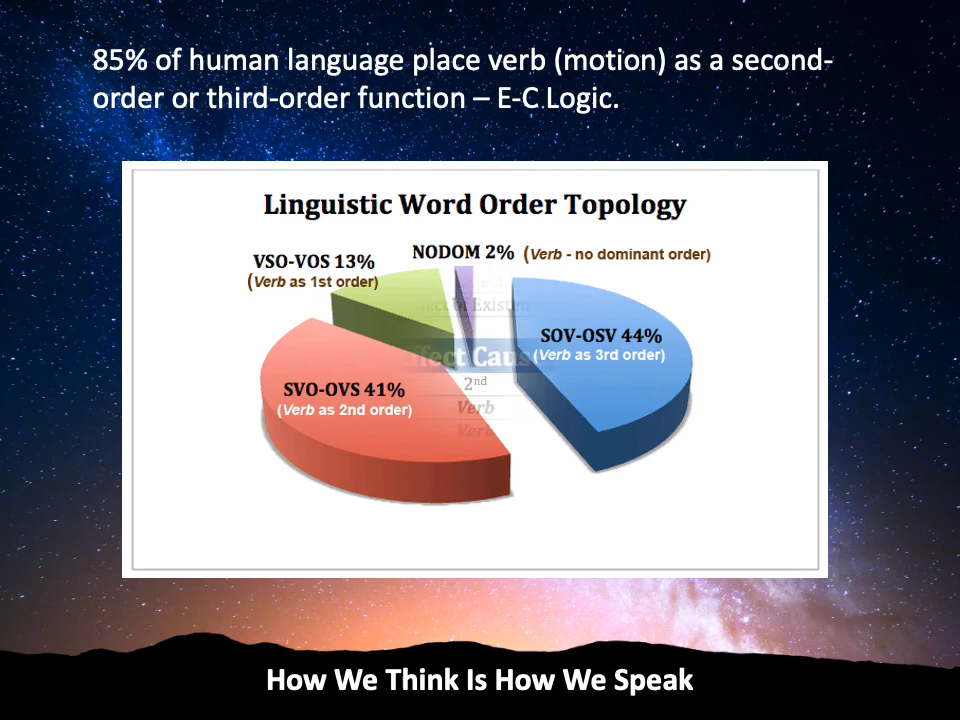 85% of human language place verb (motion) as a second-
order or third-order function – E-C Logic.
Linguistic Word Order Topology
NODOM 2% (Verb - no dominant order)
VSO-VOS 13%
(Verb as 1st order)
SOV-OSV 44%
(Verb as 3rd order)
SVO-OVS 41%
(Verb as 2nd order)
2nd
Verb
Verb
How We Think Is How We Speak